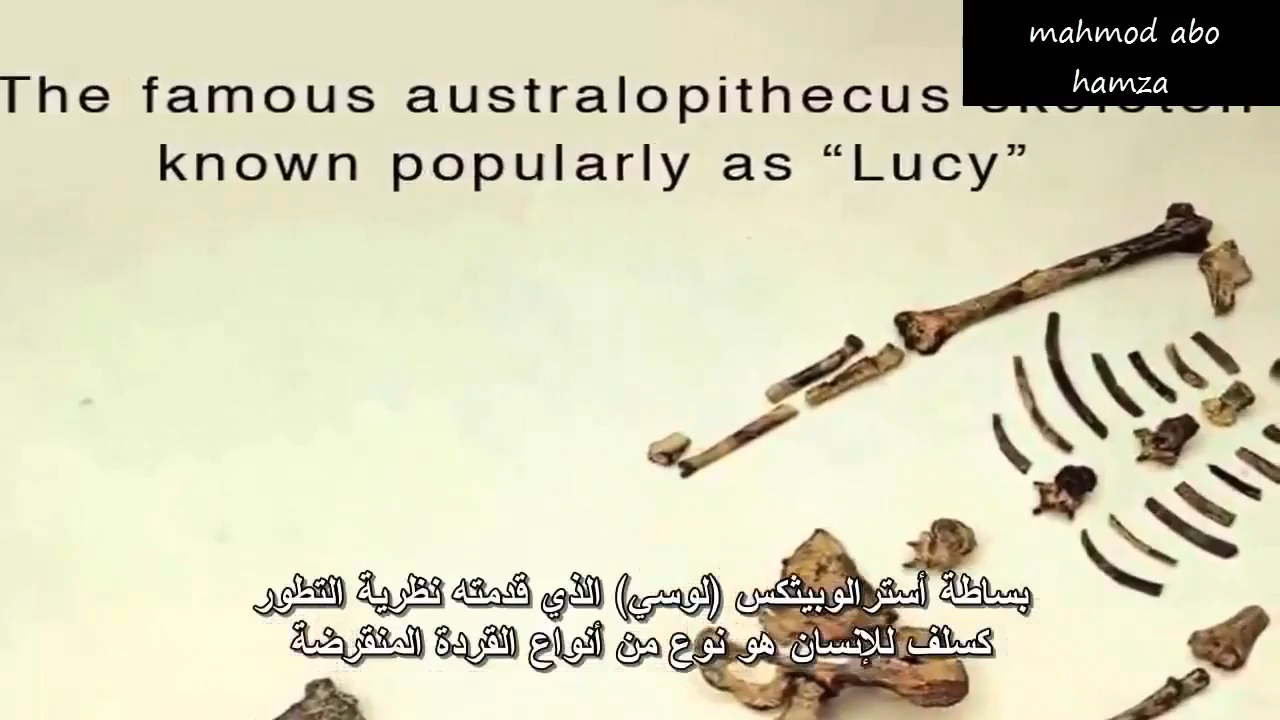 mahmod abo
hamza
The famous australopithecus
known popularly as “Lucy”
بساطة أسترالوبيثكس (لوسي) الذي قدمته نظرية التطور
كسلف للإنسان هو نوع من أنواع القردة المنقرضة